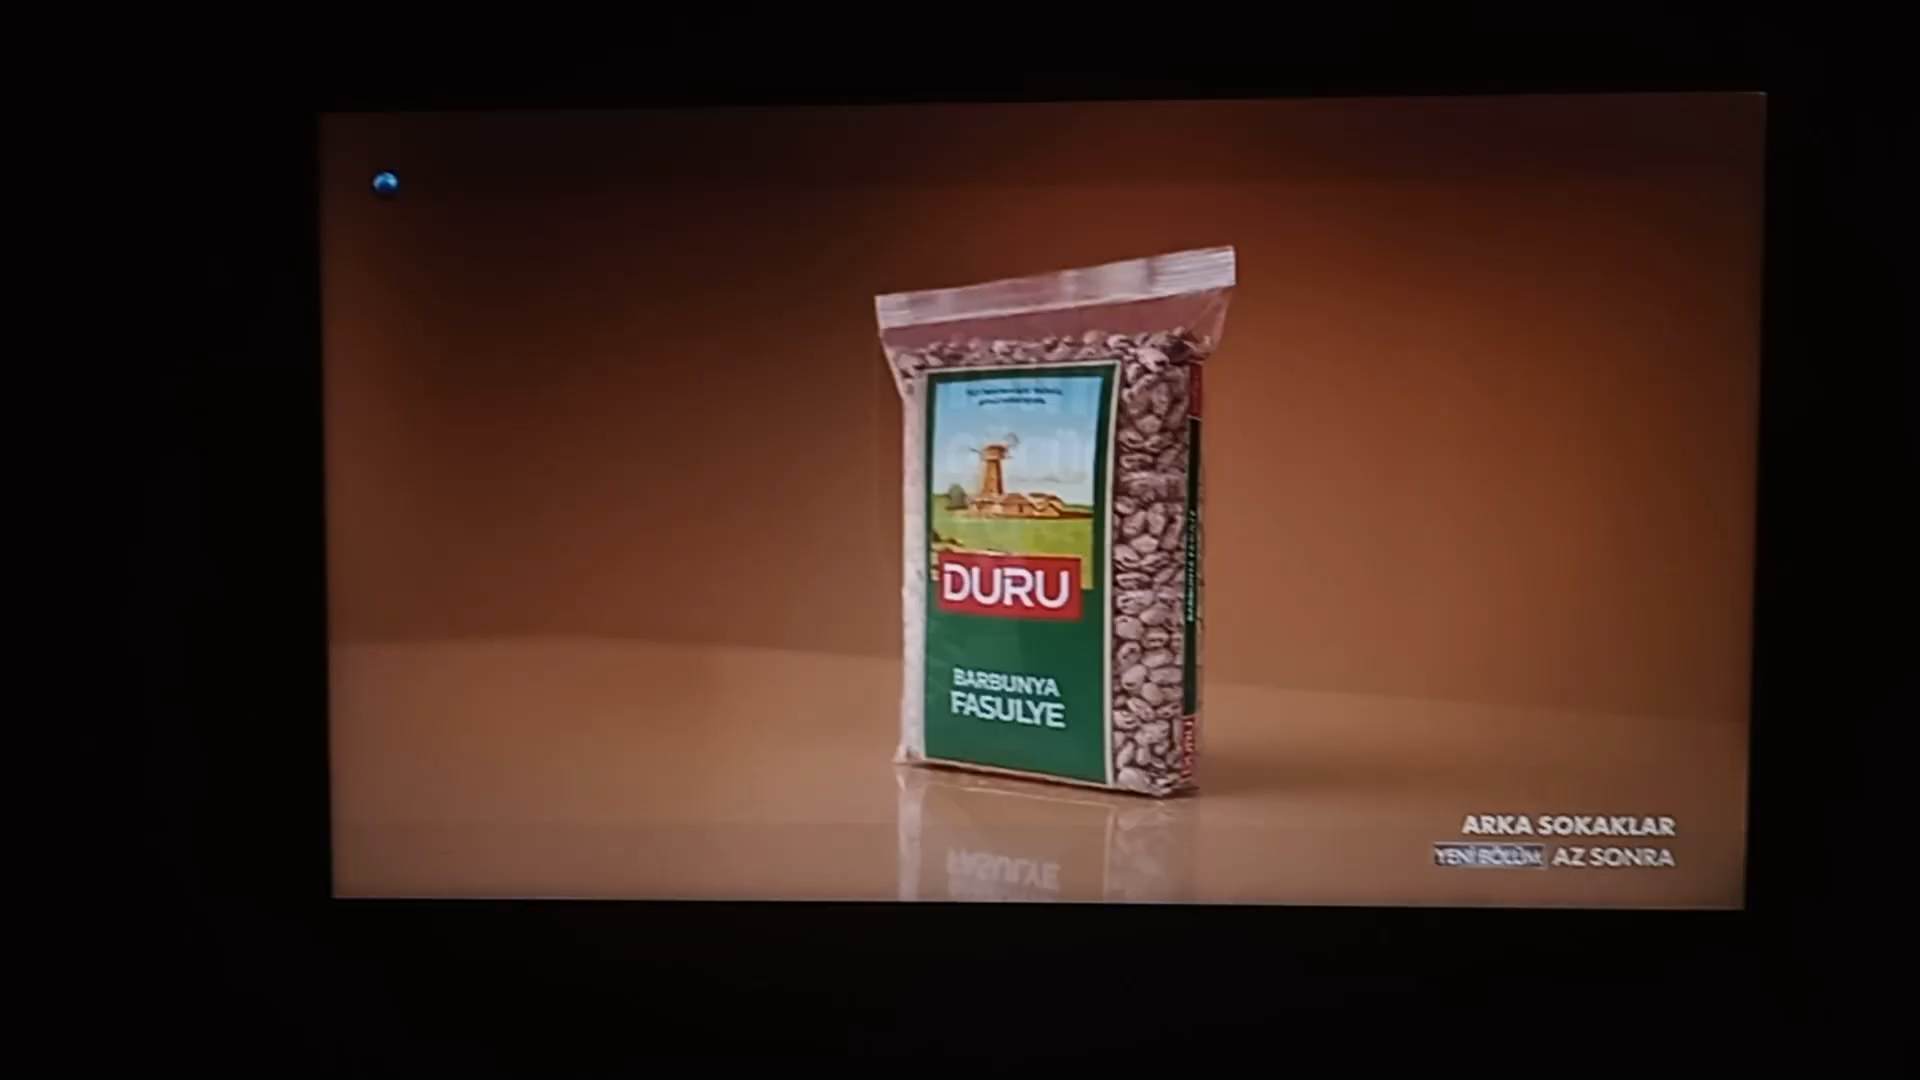 DURU
BARBUNYA
FASULYE
ARKA SOKAKLAR
YENİ BÖLÜM AZ SONRA